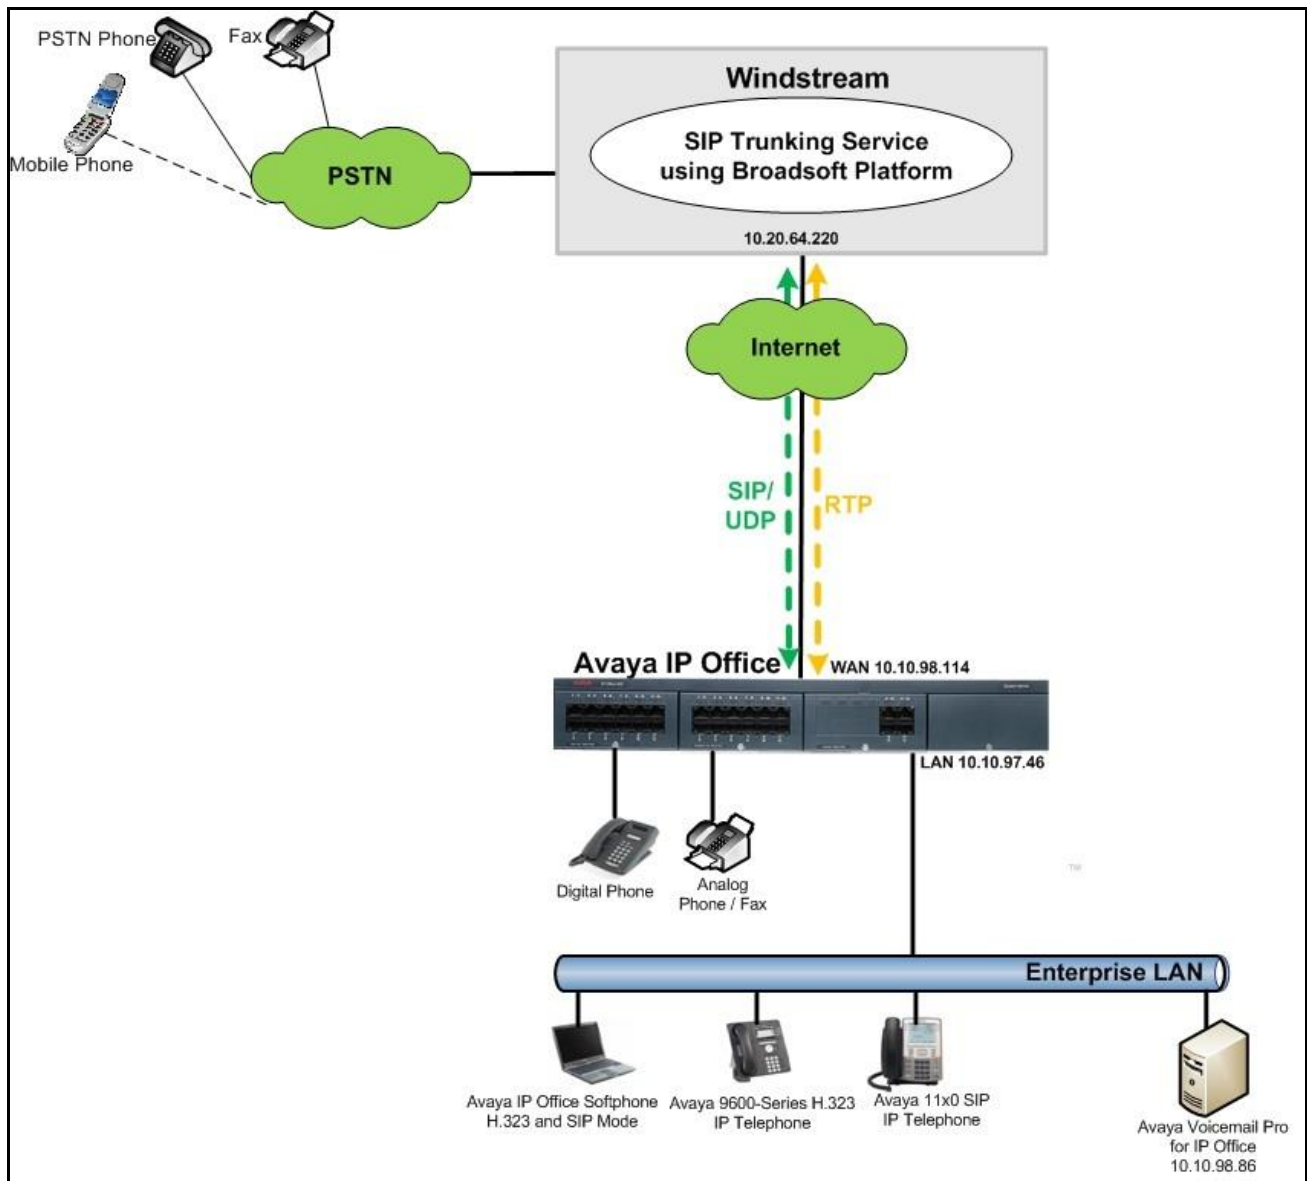 PSTN Phone
Fax
Mobile Phone
PSTN
Windstream
SIP Trunking Service
using Broadsoft Platform
10.20.64.220
Internet
SIP/
UDP
RTP
Avaya IP Office
WAN 10.10.98.114
LAN 10.10.97.46
Digital Phone
Analog
Phone / Fax
TM
Enterprise LAN
Avaya IP Office Softphone
H.323 and SIP Mode
Avaya 9600-Series H.323
IP Telephone
Avaya 11x0 SIP
IP Telephone
Avaya Voicemail Pro
for IP Office
10.10.98.86